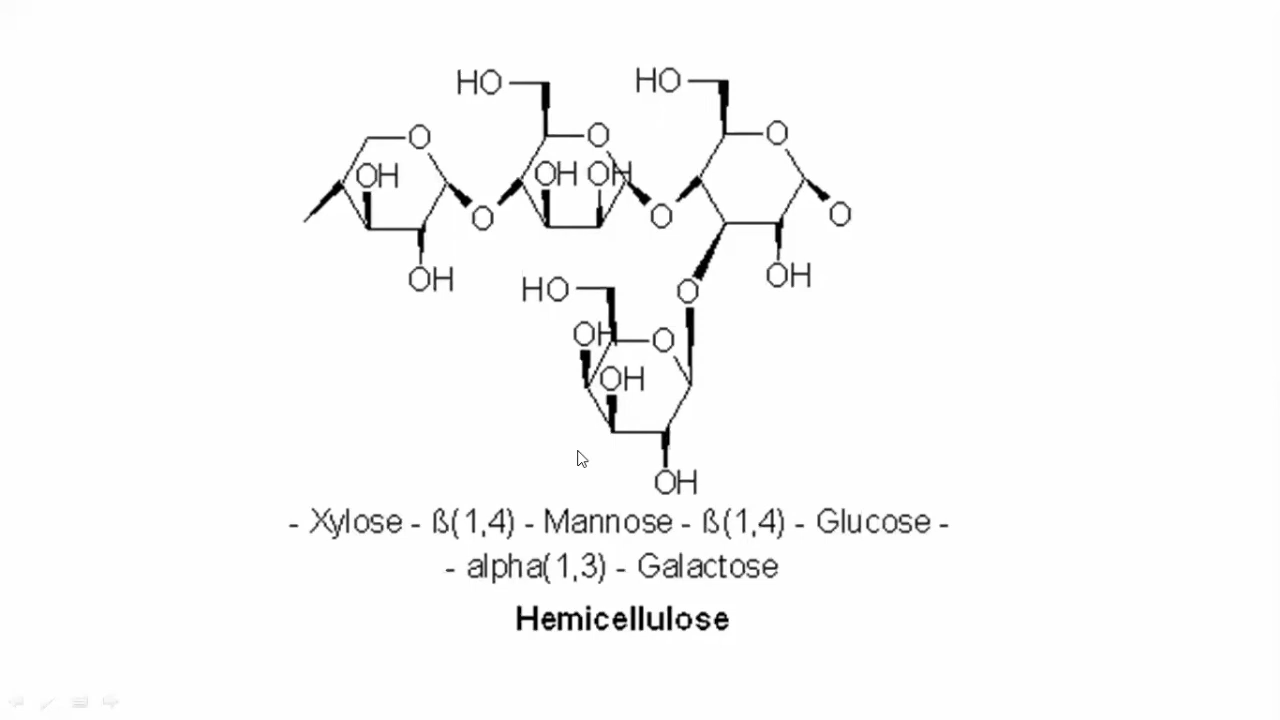 HO HO
O O O
OH OH OH
O O O
OH OH
HO O
OH O
OH
OH
- Xylose - ß(1,4) - Mannose - ß(1,4) - Glucose -
- alpha(1,3) - Galactose
Hemicellulose